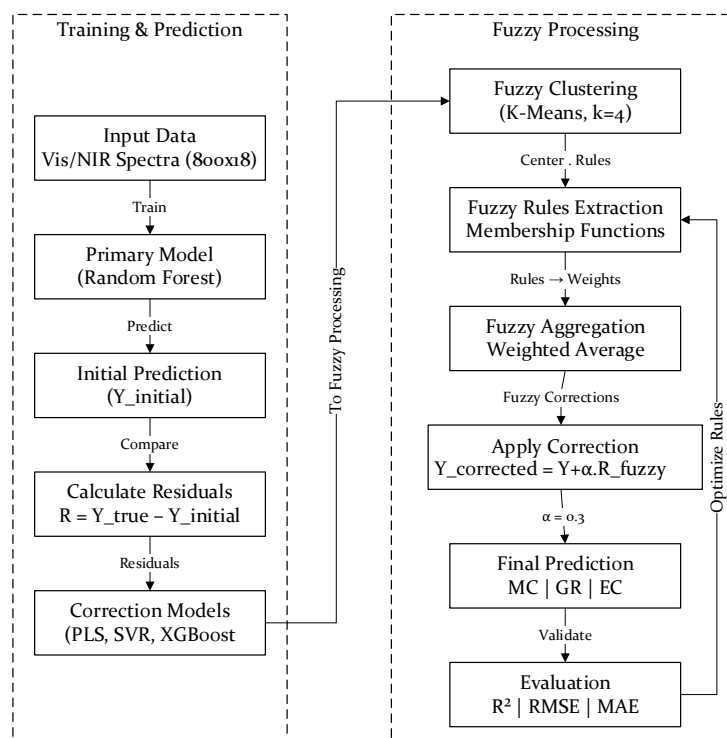 Training & Prediction
Input Data
Vis/NIR Spectra (800x18)
Train
Primary Model
(Random Forest)
Predict
Initial Prediction
(Y_initial)
Compare
Calculate Residuals
R = Y_true – Y_initial
Residuals
Correction Models
(PLS, SVR, XGBoost
To Fuzzy Processing
Fuzzy Processing
Fuzzy Clustering
(K-Means, k=4)
Center . Rules
Fuzzy Rules Extraction
Membership Functions
Rules → Weights
Fuzzy Aggregation
Weighted Average
Fuzzy Corrections
Apply Correction
Y_corrected = Y+α.R_fuzzy
α = 0.3
Final Prediction
MC | GR | EC
Validate
Evaluation
R² | RMSE | MAE
Optimize Rules